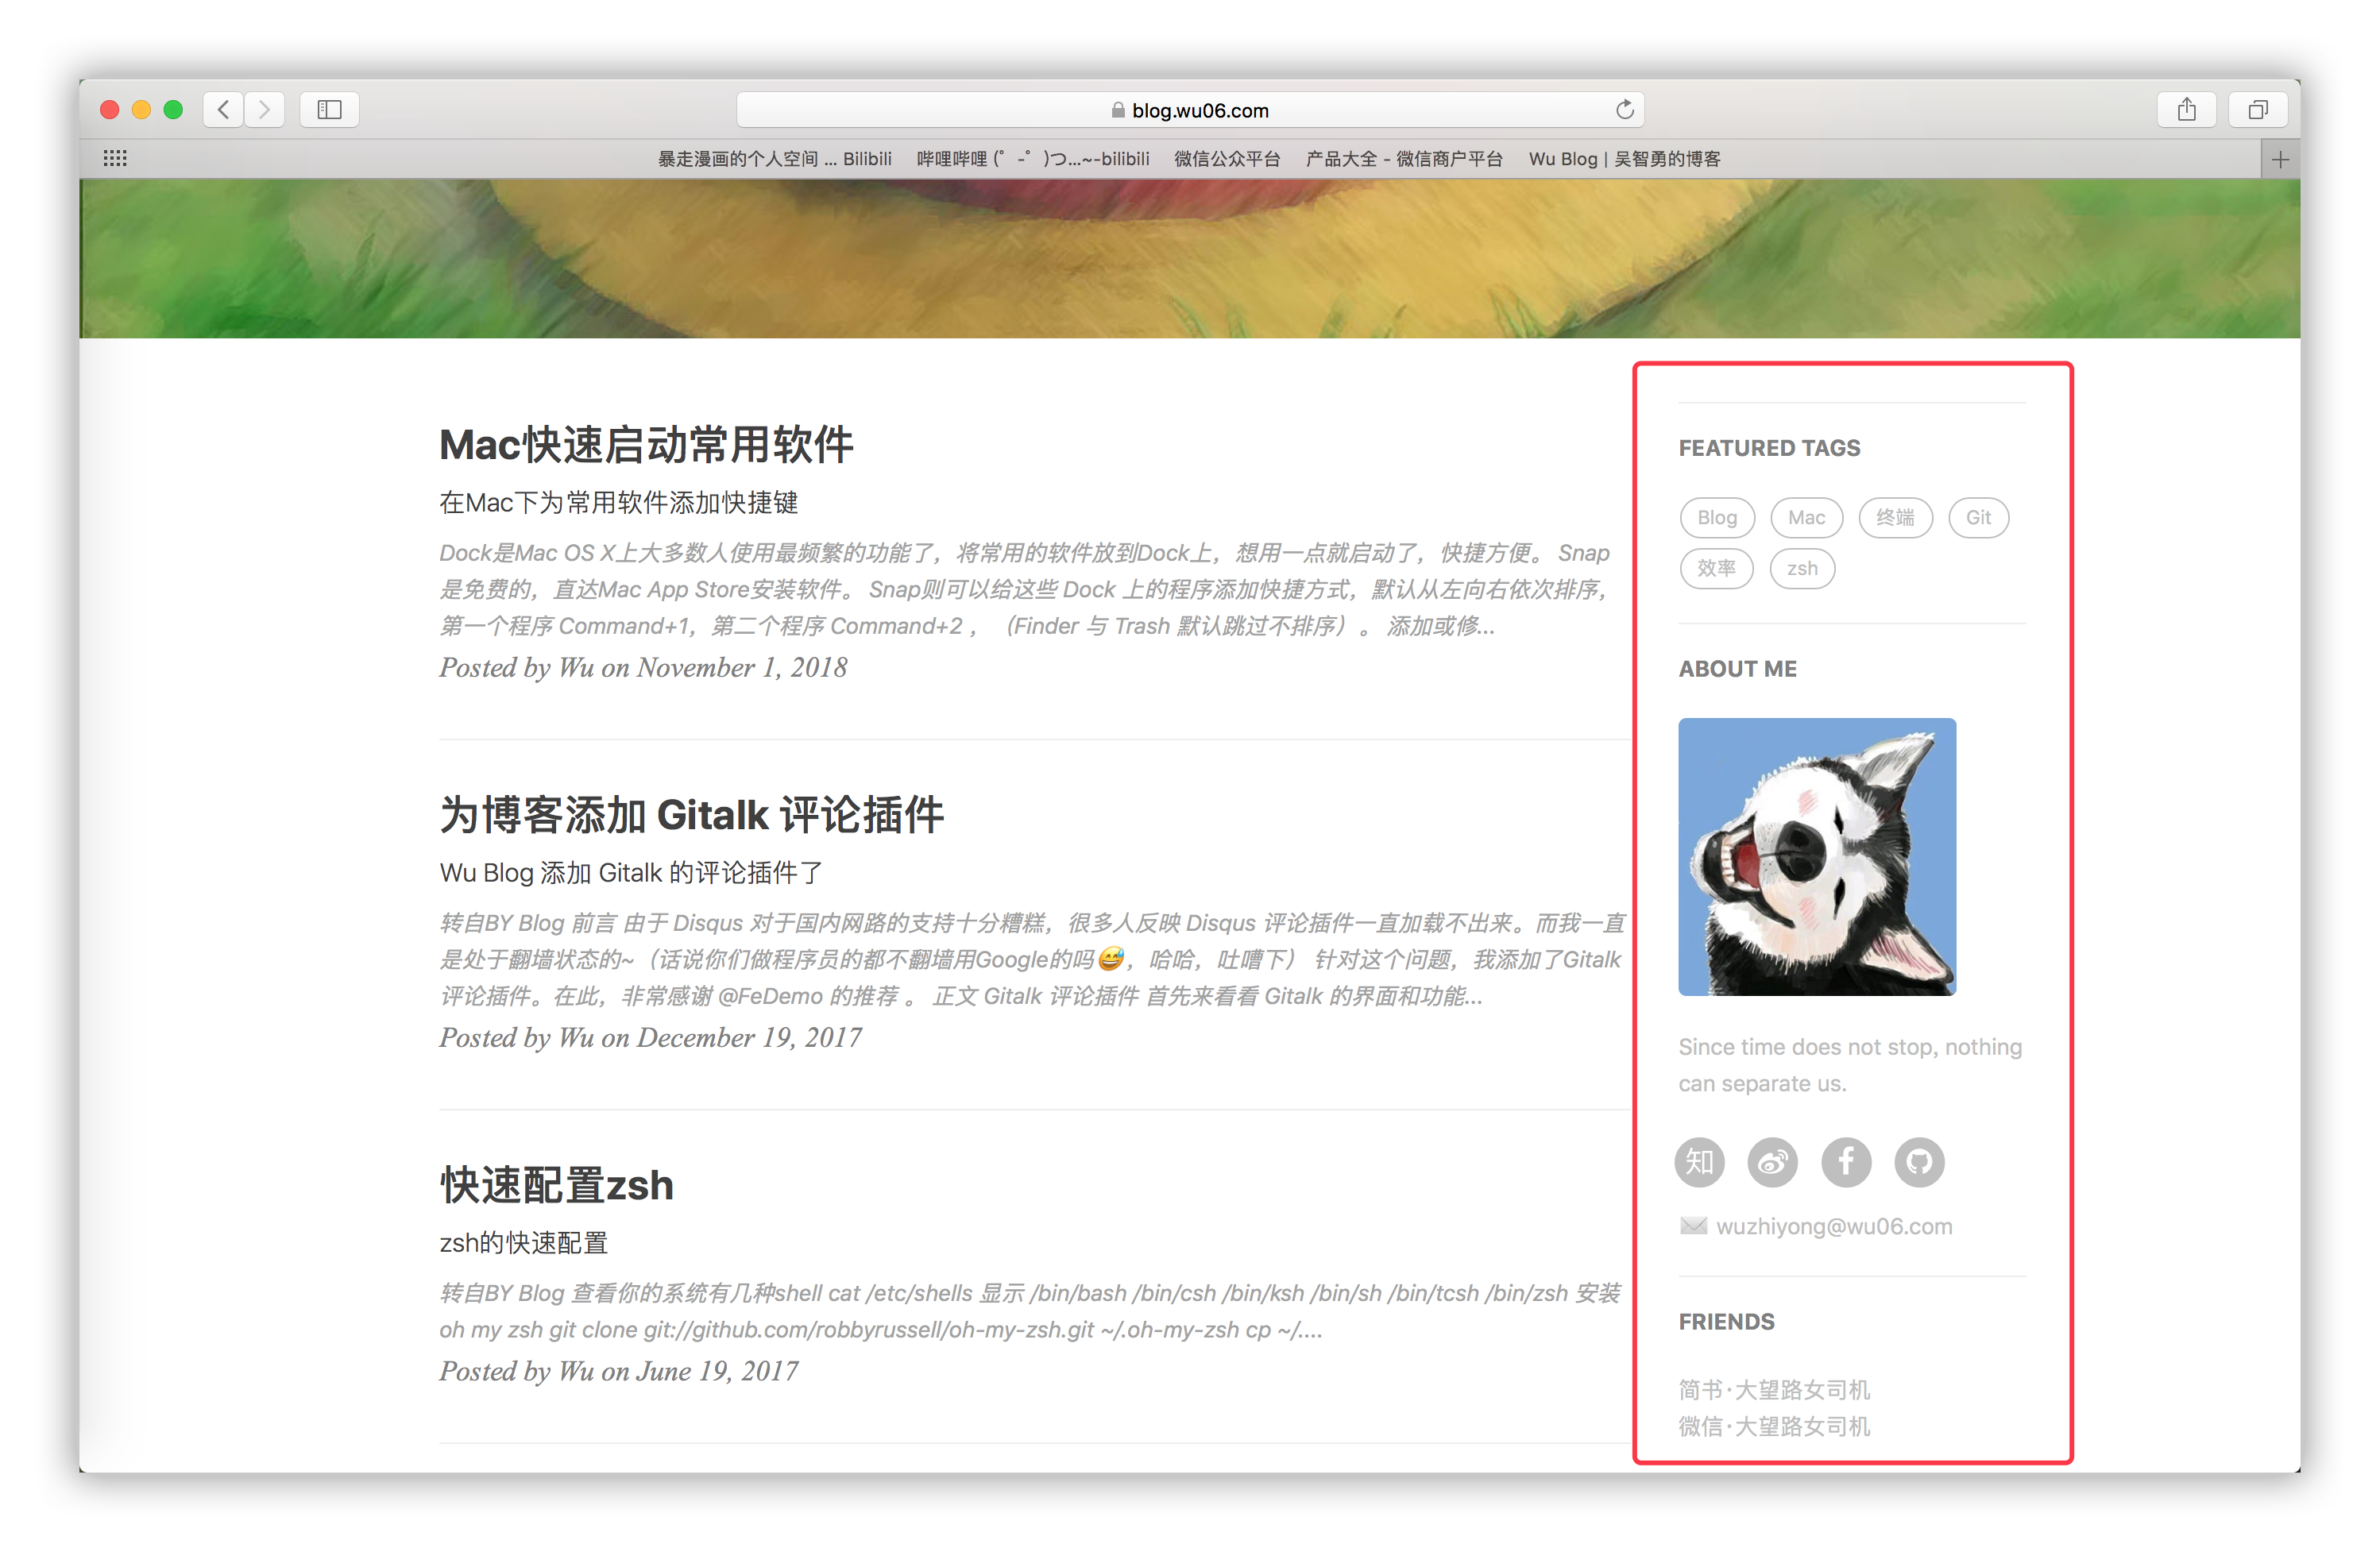 blog.wu06.com
暴走漫画的个人空间 ... Bilibili 哔哩哔哩 (゜-゜)つ...~-bilibili 微信公众平台 产品大全 - 微信商户平台 Wu Blog | 吴智勇的博客
Mac快速启动常用软件
在Mac下为常用软件添加快捷键
Dock是Mac OS X上大多数人使用最频繁的功能了，将常用的软件放到Dock上，想用一点就启动了，快捷方便。 Snap
是免费的，直达Mac App Store安装软件。 Snap则可以给这些 Dock 上的程序添加快捷方式，默认从左向右依次排序，
第一个程序 Command+1，第二个程序 Command+2 ，（Finder 与 Trash 默认跳过不排序）。 添加或修...
Posted by Wu on November 1, 2018
为博客添加 Gitalk 评论插件
Wu Blog 添加 Gitalk 的评论插件了
转自BY Blog 前言 由于 Disqus 对于国内网路的支持十分糟糕，很多人反映 Disqus 评论插件一直加载不出来。而我一直
是处于翻墙状态的~（话说你们做程序员的都不翻墙用Google的吗😅，哈哈，吐嘈下） 针对这个问题，我添加了Gitalk
评论插件。在此，非常感谢 @FeDemo 的推荐 。 正文 Gitalk 评论插件 首先来看看 Gitalk 的界面和功能...
Posted by Wu on December 19, 2017
快速配置zsh
zsh的快速配置
转自BY Blog 查看你的系统有几种shell cat /etc/shells 显示 /bin/bash /bin/csh /bin/ksh /bin/sh /bin/tcsh /bin/zsh 安装
oh my zsh git clone git://github.com/robbyrussell/oh-my-zsh.git ~/.oh-my-zsh cp ~/....
Posted by Wu on June 19, 2017
FEATURED TAGS
Blog Mac 终端 Git
效率 zsh
ABOUT ME
Since time does not stop, nothing
can separate us.
知 f
wuzhiyong@wu06.com
FRIENDS
简书·大望路女司机
微信·大望路女司机